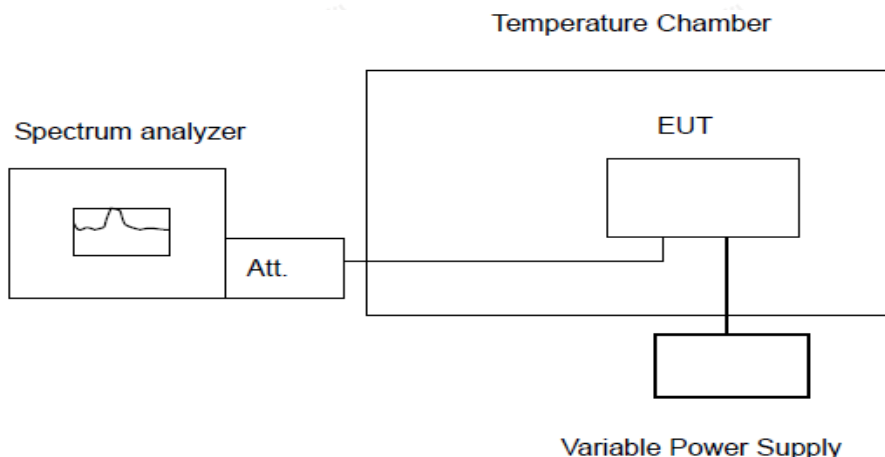 Temperature Chamber
Spectrum analyzer
EUT
Att.
Variable Power Supply